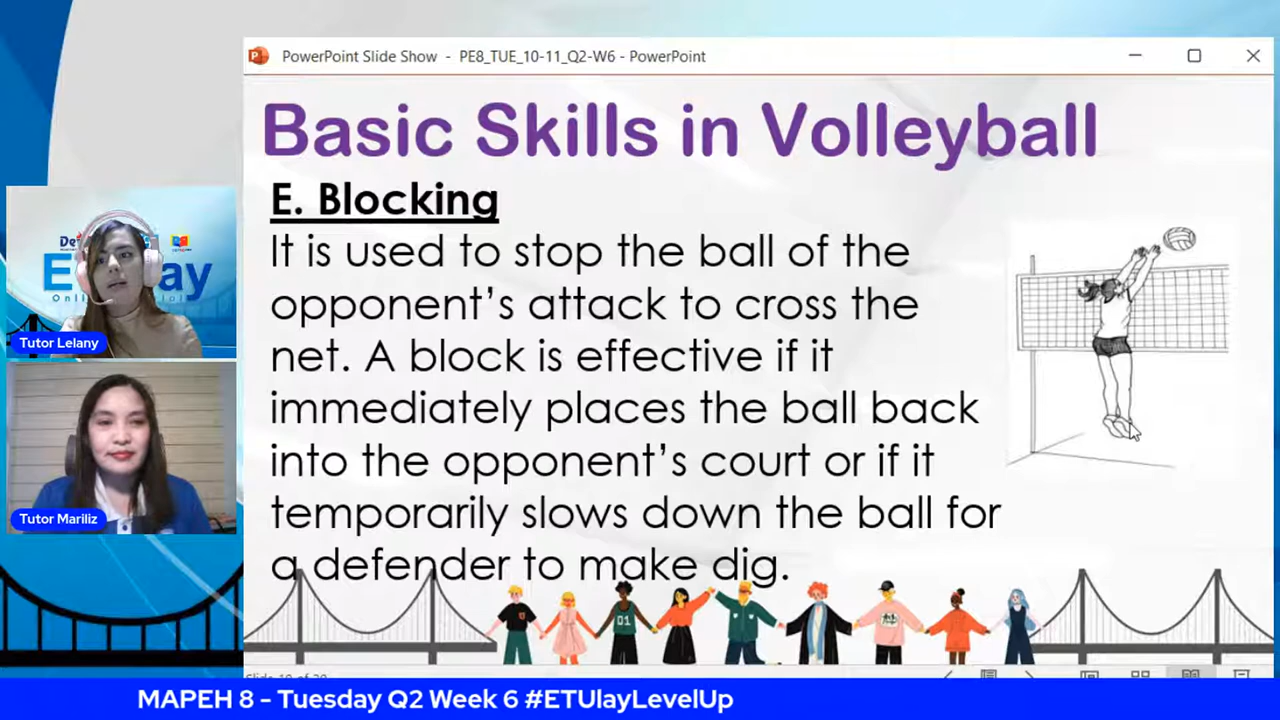 PowerPoint Slide Show - PE8_TUE_10-11_Q2-W6 - PowerPoint
Basic Skills in Volleyball
E. Blocking
It is used to stop the ball of the
opponent’s attack to cross the
net. A block is effective if it
immediately places the ball back
into the opponent’s court or if it
temporarily slows down the ball for
a defender to make dig.
Tutor Lelany
Tutor Mariliz
01
MAPEH 8 - Tuesday Q2 Week 6 #ETUlayLevelUp